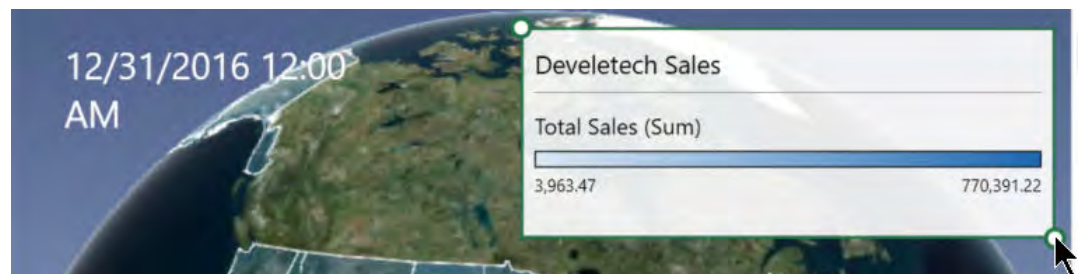 12/31/2016 12:00
AM
Develetech Sales
Total Sales (Sum)
3,963.47 770,391.22